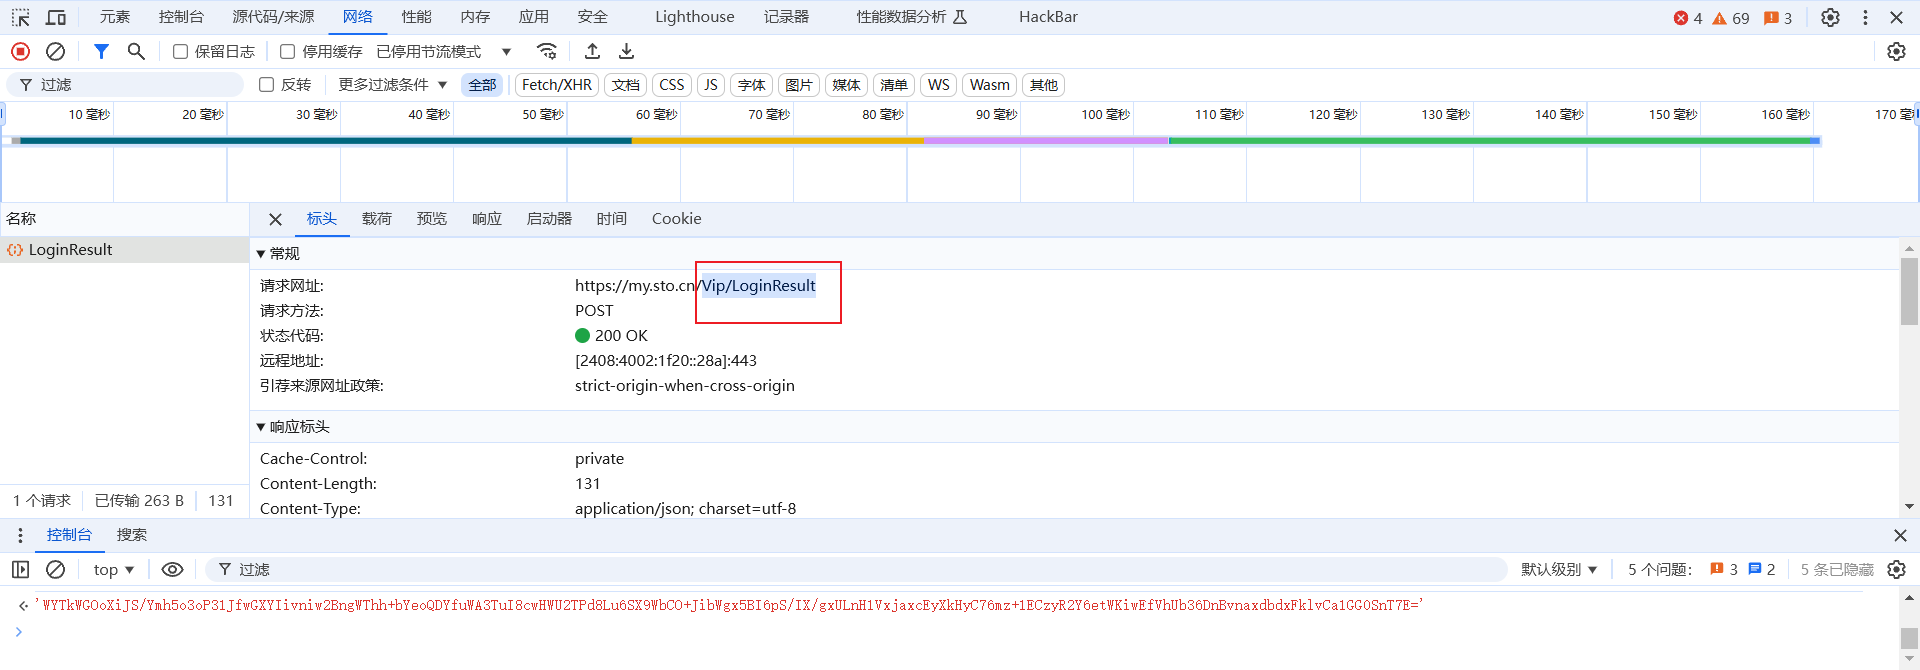 元素 控制台 源代码/来源 网络 性能 内存 应用 安全 Lighthouse 记录器 性能数据分析 HackBar 4 69 3
保留日志 停用缓存 已停用节流模式
过滤 反转 更多过滤条件 全部 Fetch/XHR 文档 CSS JS 字体 图片 媒体 清单 WS Wasm 其他
10 毫秒 20 毫秒 30 毫秒 40 毫秒 50 毫秒 60 毫秒 70 毫秒 80 毫秒 90 毫秒 100 毫秒 110 毫秒 120 毫秒 130 毫秒 140 毫秒 150 毫秒 160 毫秒 170 毫秒
名称 标头 载荷 预览 响应 启动器 时间 Cookie
LoginResult
常规
请求网址: https://my.sto.cn/Vip/LoginResult
请求方法: POST
状态代码: 200 OK
远程地址: [2408:4002:1f20::28a]:443
引荐来源网址政策: strict-origin-when-cross-origin
响应标头
Cache-Control: private
Content-Length: 131
Content-Type: application/json; charset=utf-8
1 个请求 已传输 263 B 131
控制台 搜索
top 过滤 默认级别 5 个问题: 3 2 5 条已隐藏
'WYTkWGOoXiJS/Ymh5o3oP31JfwGXYIivniw2BngWThh+bYeoQDYfuWA3TuI8cwHWU2TPd8Lu6SX9WbCO+JibWgx5BI6pS/IX/gxULnH1VxjaxcEyXkHyC76mz+1ECzyR2Y6etWKiwEfVhUb36DnBvnaxdbdxFklvCa1GG0SnT7E='